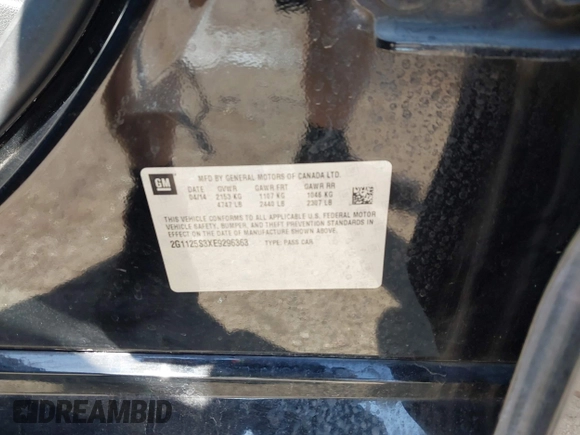 MFD BY GENERAL MOTORS OF CANADA LTD.
GM
DATE GVWR GAWR FRT GAWR RR
04/14 2153 KG 1107 KG 1046 KG
4747 LB 2440 LB 2307 LB
THIS VEHICLE CONFORMS TO ALL APPLICABLE U.S. FEDERAL MOTOR
VEHICLE SAFETY, BUMPER, AND THEFT PREVENTION STANDARDS IN
EFFECT ON THE DATE OF MANUFACTURE SHOWN ABOVE.
2G1125S3XE9296363 TYPE: PASS CAR
DREAMBID